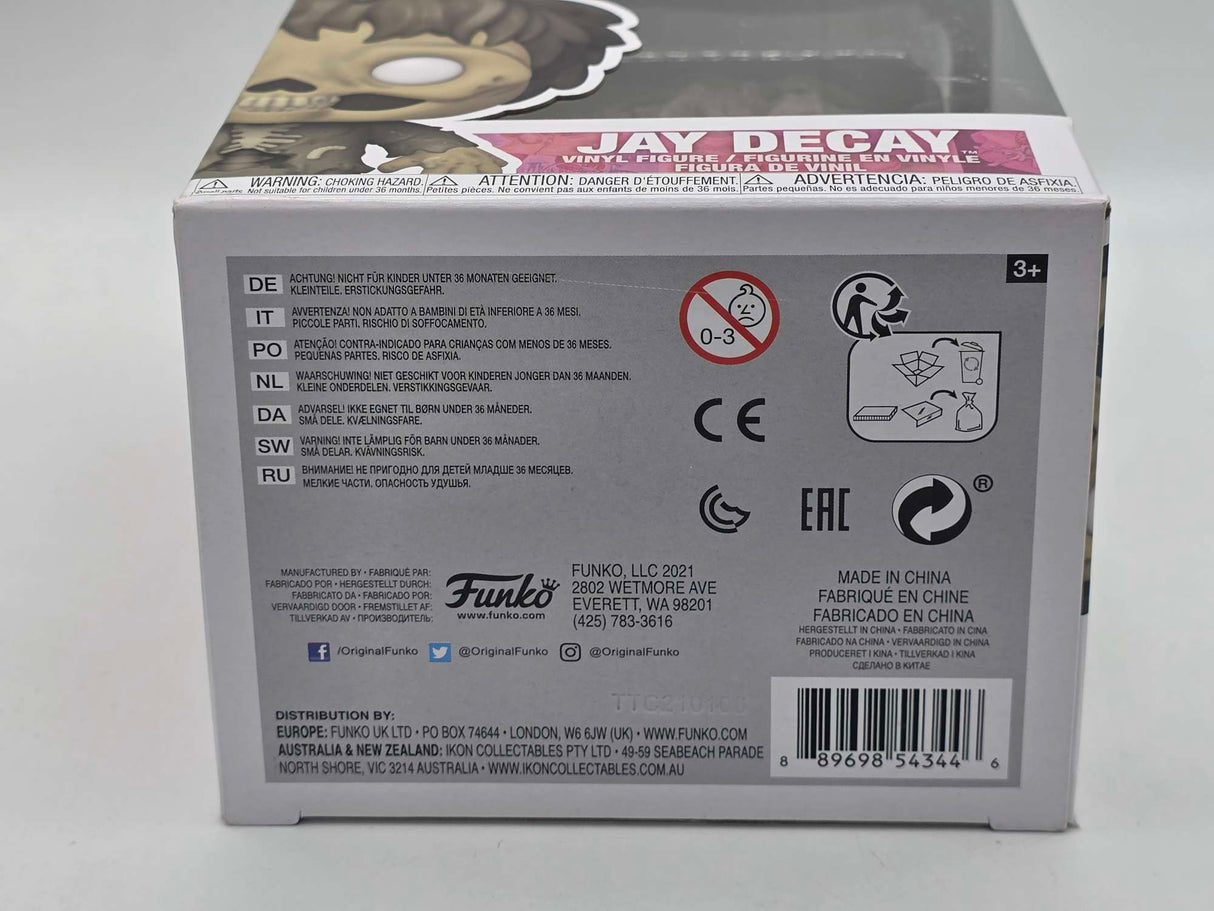 JAY DECAY™
VINYL FIGURE / FIGURINE EN VINYLE
FIGURA DE VINIL
WARNING: CHOKING HAZARD.
Small parts. Not suitable for children under 36 months.
ATTENTION: DANGER D'ÉTOUFFEMENT.
Petites pièces. Ne convient pas aux enfants de moins de 36 mois.
ADVERTENCIA: PELIGRO DE ASFIXIA.
Partes pequeñas. No es adecuado para niños menores de 36 meses.
3+
DE ACHTUNG! NICHT FÜR KINDER UNTER 36 MONATEN GEEIGNET.
KLEINTEILE. ERSTICKUNGSGEFAHR.
IT AVVERTENZA! NON ADATTO A BAMBINI DI ETÀ INFERIORE A 36 MESI.
PICCOLE PARTI. RISCHIO DI SOFFOCAMENTO.
PO ATENÇÃO! CONTRA-INDICADO PARA CRIANÇAS COM MENOS DE 36 MESES.
PEQUENAS PARTES. RISCO DE ASFIXIA.
NL WAARSCHUWING! NIET GESCHIKT VOOR KINDEREN JONGER DAN 36 MAANDEN.
KLEINE ONDERDELEN. VERSTIKKINGSGEVAAR.
DA ADVARSEL! IKKE EGNET TIL BØRN UNDER 36 MÅNEDER.
SMÅ DELE. KVÆLNINGSFARE.
SW VARNING! INTE LÄMPLIG FÖR BARN UNDER 36 MÅNADER.
SMÅ DELAR. KVÄVNINGSRISK.
RU ВНИМАНИЕ! НЕ ПРИГОДНО ДЛЯ ДЕТЕЙ МЛАДШЕ 36 МЕСЯЦЕВ.
МЕЛКИЕ ЧАСТИ. ОПАСНОСТЬ УДУШЬЯ.
0-3
CE
EAC
®
MANUFACTURED BY • FABRIQUÉ PAR:
FABRICADO POR • HERGESTELLT DURCH:
FABBRICATO DA • FABRICADO POR:
VERVAARDIGD DOOR • FREMSTILLET AF:
TILLVERKAD AV • ПРОИЗВОДИТЕЛЬ:
Funko
www.funko.com
FUNKO, LLC 2021
2802 WETMORE AVE
EVERETT, WA 98201
(425) 783-3616
MADE IN CHINA
FABRIQUÉ EN CHINE
FABRICADO EN CHINA
HERGESTELLT IN CHINA • FABBRICATO IN CINA
FABRICADO NA CHINA • VERVAARDIGD IN CHINA
PRODUCERET I KINA • TILLVERKAD I KINA
СДЕЛАНО В КИТАЕ
/OriginalFunko @OriginalFunko @OriginalFunko
DISTRIBUTION BY:
EUROPE: FUNKO UK LTD • PO BOX 74644 • LONDON, W6 6JW (UK) • WWW.FUNKO.COM
AUSTRALIA & NEW ZEALAND: IKON COLLECTABLES PTY LTD • 49-59 SEABEACH PARADE
NORTH SHORE, VIC 3214 AUSTRALIA • WWW.IKONCOLLECTABLES.COM.AU
8 89698 54344 6